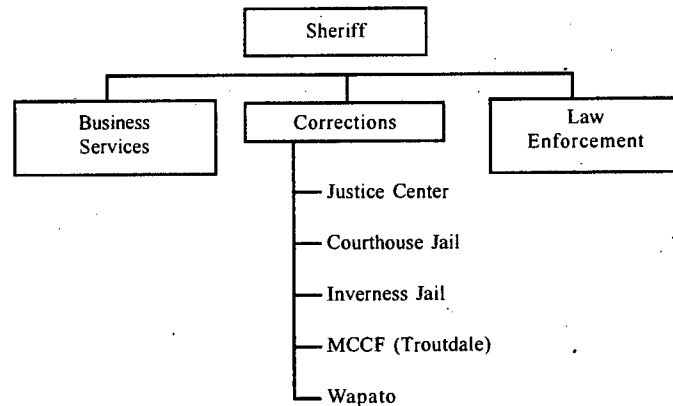 Sheriff
Business
Services
Corrections
Law
Enforcement
Justice Center
Courthouse Jail
Inverness Jail
MCCF (Troutdale)
Wapato